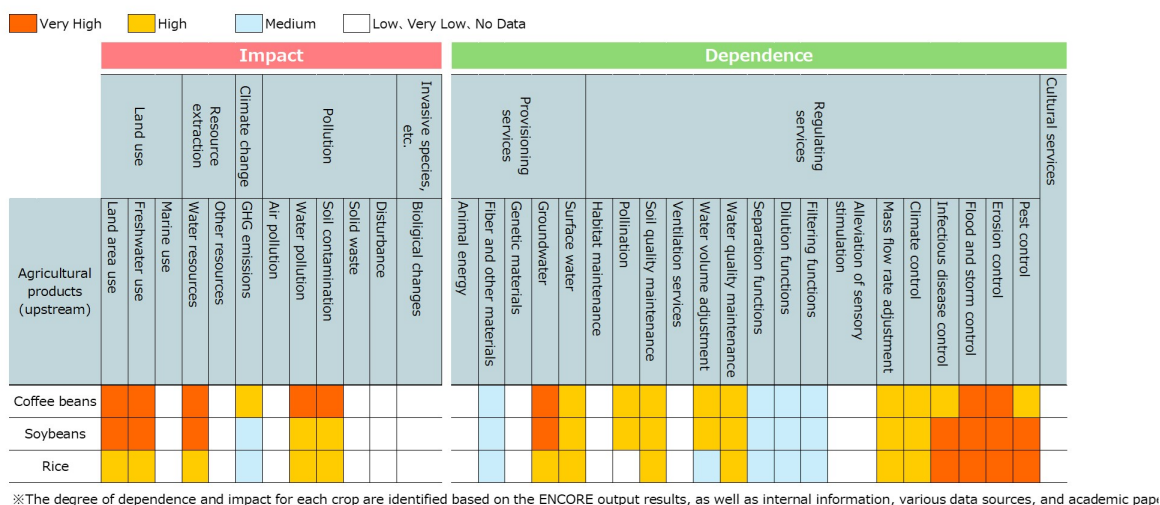 Very High High Medium Low、Very Low、No Data
Impact Dependence
Land use
Resource
extraction
Climate change
Pollution
Invasive species,
etc.
Provisioning
services
Regulating
services
Cultural services
Agricultural
products
(upstream)
Land area use
Freshwater use
Marine use
Water resources
Other resources
GHG emissions
Air pollution
Water pollution
Soil contamination
Solid waste
Disturbance
Biological changes
Animal energy
Fiber and other materials
Genetic materials
Groundwater
Surface water
Habitat maintenance
Pollination
Soil quality maintenance
Ventilation services
Water volume adjustment
Water quality maintenance
Separation functions
Dilution functions
Filtering functions
Alleviation of sensory
stimulation
Mass flow rate adjustment
Climate control
Infectious disease control
Flood and storm control
Erosion control
Pest control
Coffee beans
Soybeans
Rice
※The degree of dependence and impact for each crop are identified based on the ENCORE output results, as well as internal information, various data sources, and academic